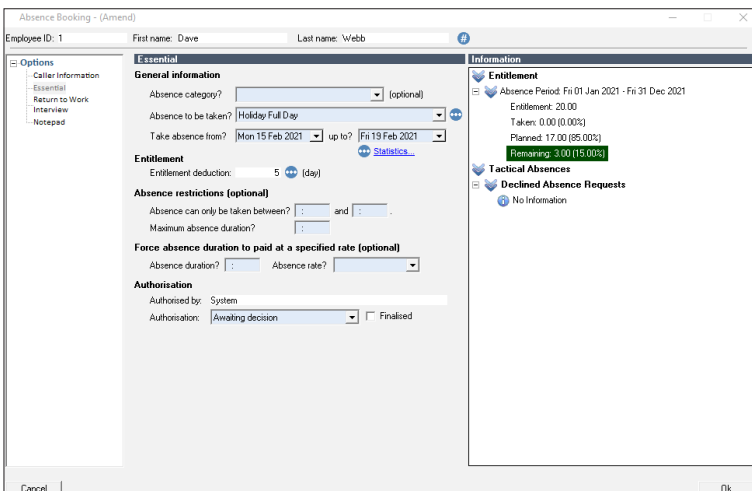 Absence Booking - (Amend)
Employee ID: 1 First name: Dave Last name: Webb #
Options
Caller Information
Essential
Return to Work
Interview
Notepad
Essential
General information
Absence category? (optional)
Absence to be taken? Holiday Full Day
Take absence from? Mon 15 Feb 2021 up to? Fri 19 Feb 2021
Statistics...
Entitlement
Entitlement deduction: 5 (day)
Absence restrictions (optional)
Absence can only be taken between? : and : .
Maximum absence duration? :
Force absence duration to paid at a specified rate (optional)
Absence duration? : Absence rate?
Authorisation
Authorised by: System
Authorisation: Awaiting decision Finalised
Information
Entitlement
Absence Period: Fri 01 Jan 2021 - Fri 31 Dec 2021
Entitlement: 20.00
Taken: 0.00 (0.00%)
Planned: 17.00 (85.00%)
Remaining: 3.00 (15.00%)
Tactical Absences
Declined Absence Requests
No Information
Cancel Ok